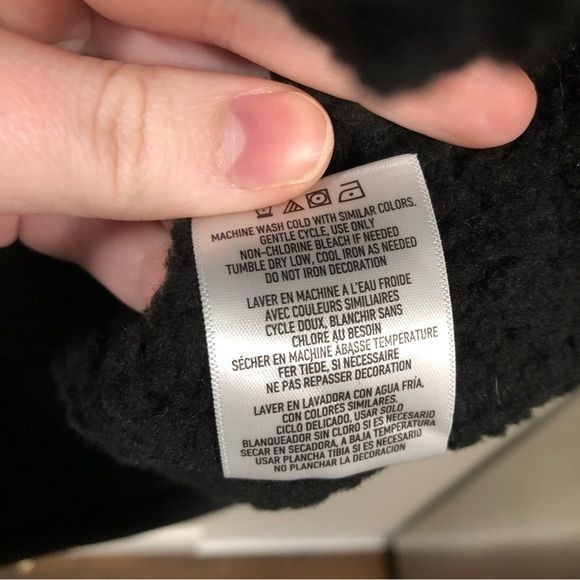 MACHINE WASH COLD WITH SIMILAR COLORS.
GENTLE CYCLE, USE ONLY
NON-CHLORINE BLEACH IF NEEDED
TUMBLE DRY LOW, COOL IRON AS NEEDED
DO NOT IRON DECORATION
LAVER EN MACHINE A L'EAU FROIDE
AVEC COULEURS SIMILIAIRES
CYCLE DOUX, BLANCHIR SANS
CHLORE AU BESOIN
SÉCHER EN MACHINE ÀBASSE TEMPERATURE
FER TIÉDE, SI NÉCESSAIRE
NE PAS REPASSER DECORATION
LAVER EN LAVADORA CON AGUA FRÍA,
CON COLORES SIMILARES.
CICLO DELICADO, USAR SOLO
BLANQUEADOR SIN CLORO SI ES NECESARIO
SECAR EN SECADORA, A BAJA TEMPERATURA
USAR PLANCHA TIBIA SI ES NECESARIO
NO PLANCHAR LA DECORACION